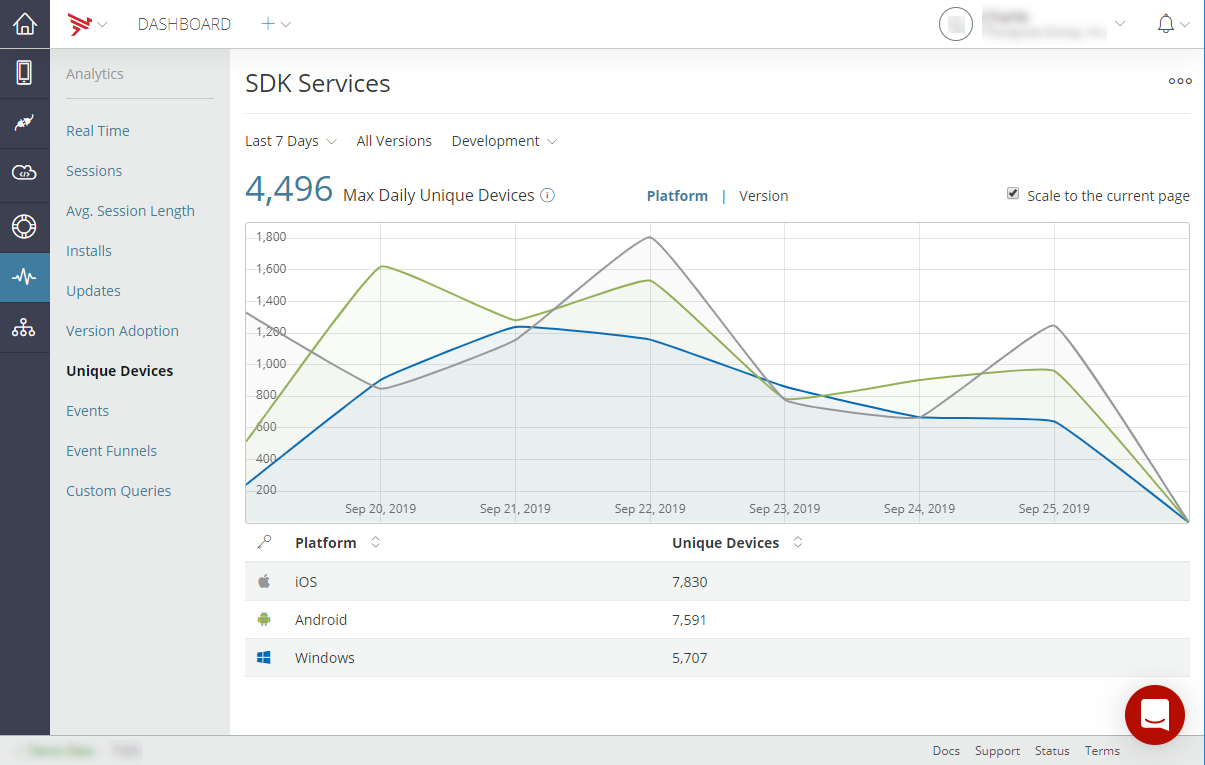 DASHBOARD
Analytics
Real Time
Sessions
Avg. Session Length
Installs
Updates
Version Adoption
Unique Devices
Events
Event Funnels
Custom Queries
SDK Services
Last 7 Days All Versions Development
4,496 Max Daily Unique Devices Platform | Version Scale to the current page
1,800
1,600
1,400
1,200
1,000
800
600
400
200
Sep 20, 2019 Sep 21, 2019 Sep 22, 2019 Sep 23, 2019 Sep 24, 2019 Sep 25, 2019
Platform Unique Devices
iOS 7,830
Android 7,591
Windows 5,707
Docs Support Status Terms